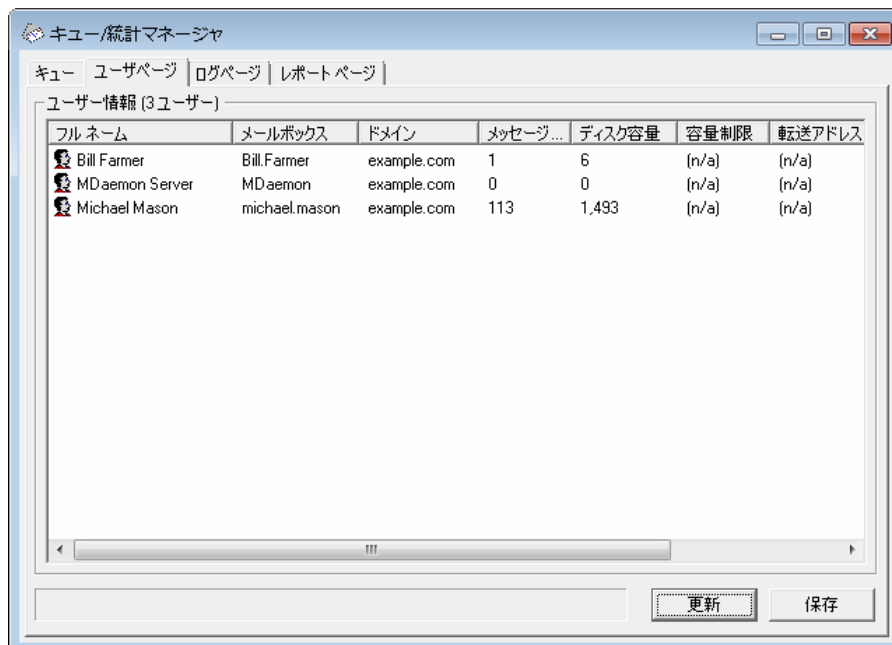 キュー/統計マネージャ
キュー ユーザページ ログページ レポート ページ
ユーザー情報 (3 ユーザー)
フル ネーム メールボックス ドメイン メッセージ... ディスク容量 容量制限 転送アドレス
Bill Farmer Bill.Farmer example.com 1 6 (n/a) (n/a)
MDaemon Server MDaemon example.com 0 0 (n/a) (n/a)
Michael Mason michael.mason example.com 113 1,493 (n/a) (n/a)
更新 保存